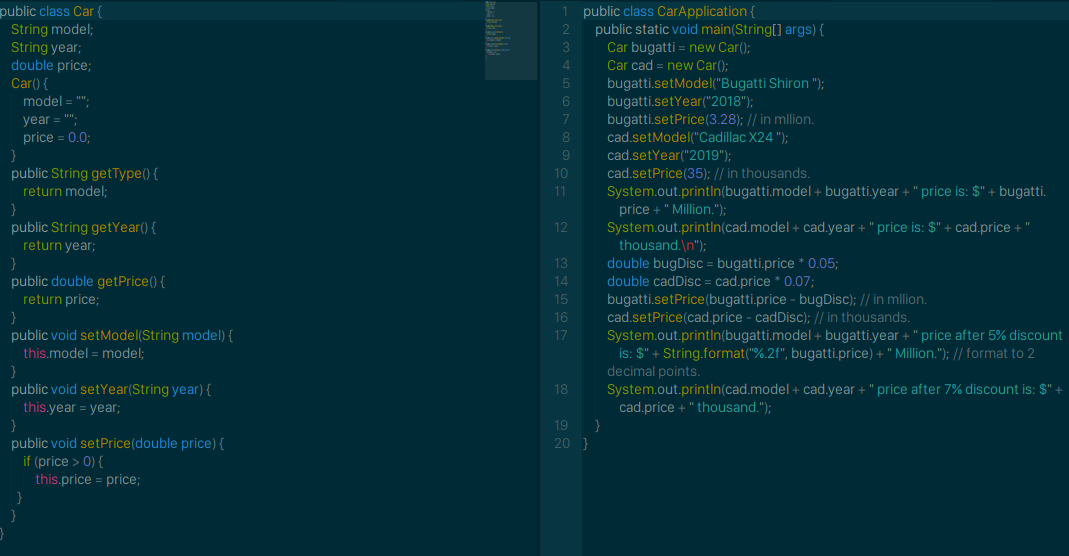 public class Car {
String model;
String year;
double price;
Car() {
model = "";
year = "";
price = 0.0;
}
public String getType() {
return model;
}
public String getYear() {
return year;
}
public double getPrice() {
return price;
}
public void setModel(String model) {
this.model = model;
}
public void setYear(String year) {
this.year = year;
}
public void setPrice(double price) {
if (price > 0) {
this.price = price;
}
}
}
1 public class CarApplication {
2 public static void main(String[] args) {
3 Car bugatti = new Car();
4 Car cad = new Car();
5 bugatti.setModel("Bugatti Shiron ");
6 bugatti.setYear("2018");
7 bugatti.setPrice(3.28); // in mllion.
8 cad.setModel("Cadillac X24 ");
9 cad.setYear("2019");
10 cad.setPrice(35); // in thousands.
11 System.out.println(bugatti.model + bugatti.year + " price is: $" + bugatti.
price + " Million.");
12 System.out.println(cad.model + cad.year + " price is: $" + cad.price + "
thousand.\n");
13 double bugDisc = bugatti.price * 0.05;
14 double cadDisc = cad.price * 0.07;
15 bugatti.setPrice(bugatti.price - bugDisc); // in mllion.
16 cad.setPrice(cad.price - cadDisc); // in thousands.
17 System.out.println(bugatti.model + bugatti.year + " price after 5% discount
is: $" + String.format("%.2f", bugatti.price) + " Million."); // format to 2
decimal points.
18 System.out.println(cad.model + cad.year + " price after 7% discount is: $" +
cad.price + " thousand.");
19 }
20 }